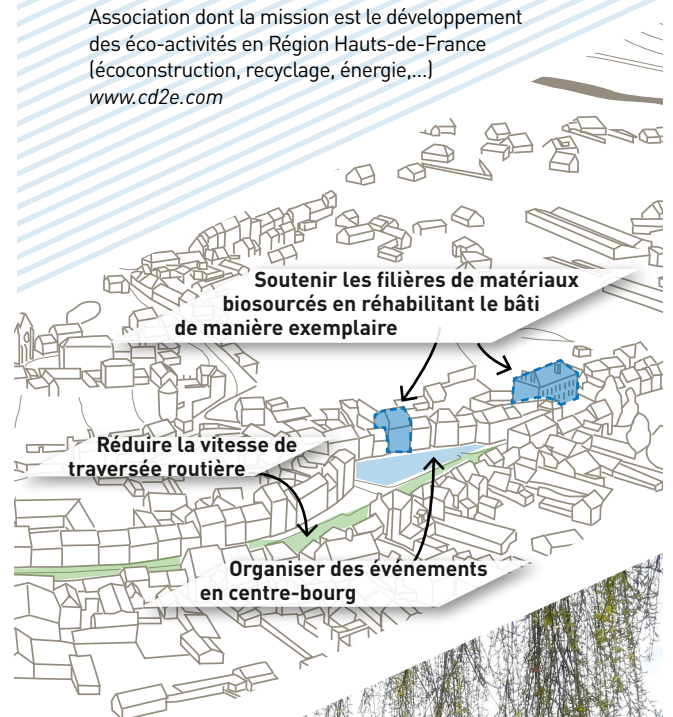 Association dont la mission est le développement
des éco-activités en Région Hauts-de-France
(écoconstruction, recyclage, énergie,...)
www.cd2e.com
Soutenir les filières de matériaux
biosourcés en réhabilitant le bâti
de manière exemplaire
Réduire la vitesse de
traversée routière
Organiser des événements
en centre-bourg